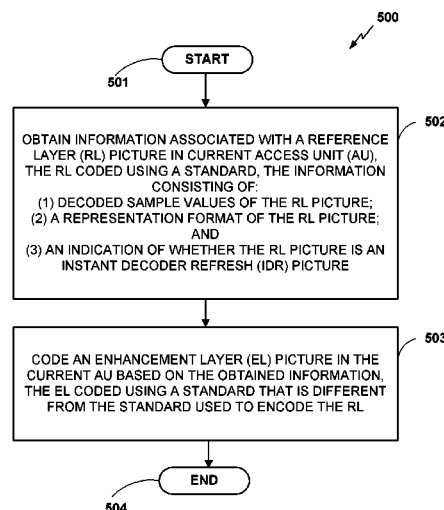 500
START
501
502
OBTAIN INFORMATION ASSOCIATED WITH A REFERENCE
LAYER (RL) PICTURE IN CURRENT ACCESS UNIT (AU),
THE RL CODED USING A STANDARD, THE INFORMATION
CONSISTING OF:
(1) DECODED SAMPLE VALUES OF THE RL PICTURE;
(2) A REPRESENTATION FORMAT OF THE RL PICTURE;
AND
(3) AN INDICATION OF WHETHER THE RL PICTURE IS AN
INSTANT DECODER REFRESH (IDR) PICTURE
503
CODE AN ENHANCEMENT LAYER (EL) PICTURE IN THE
CURRENT AU BASED ON THE OBTAINED INFORMATION,
THE EL CODED USING A STANDARD THAT IS DIFFERENT
FROM THE STANDARD USED TO ENCODE THE RL
END
504